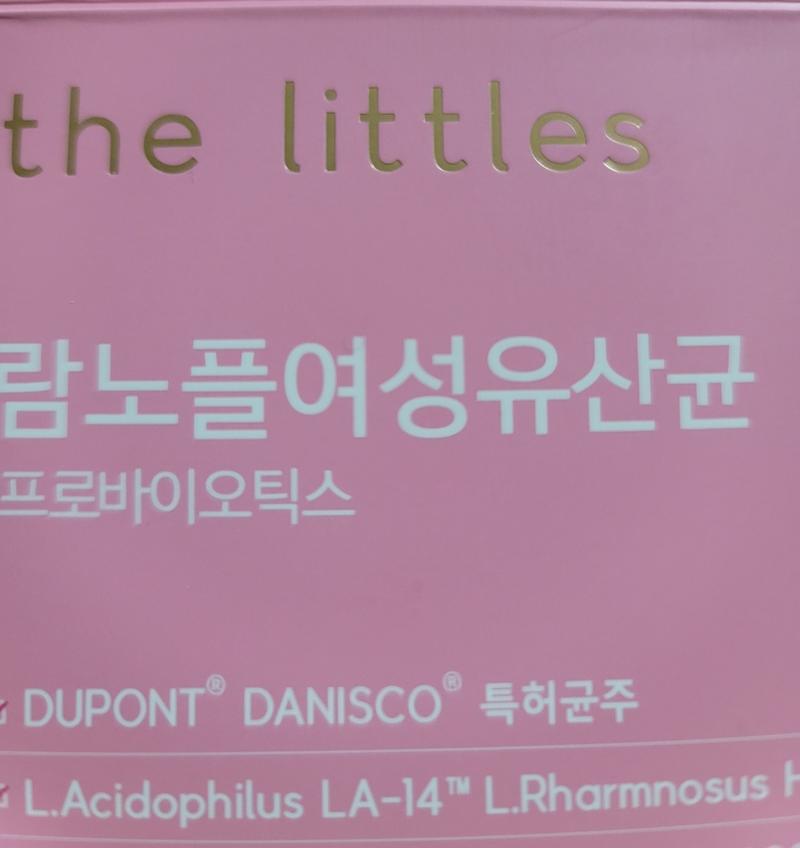 the littles
람노플여성유산균
프로바이오틱스
DUPONT® DANISCO® 특허균주
L.Acidophilus LA-14™ L.Rharmnosus H